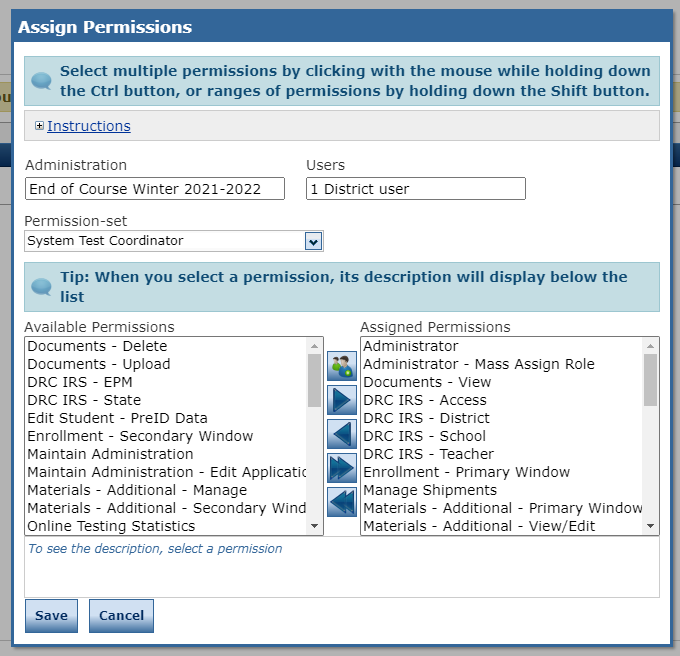 Assign Permissions
Select multiple permissions by clicking with the mouse while holding down
the Ctrl button, or ranges of permissions by holding down the Shift button.
Instructions
Administration
Users
End of Course Winter 2021-2022
1 District user
Permission-set
System Test Coordinator
Tip: When you select a permission, its description will display below the
list
Available Permissions
Documents - Delete
Documents - Upload
DRC IRS - EPM
DRC IRS - State
Edit Student - PreID Data
Enrollment - Secondary Window
Maintain Administration
Maintain Administration - Edit Applicatio
Materials - Additional - Manage
Materials - Additional - Secondary Wind
Online Testing Statistics
Assigned Permissions
Administrator
Administrator - Mass Assign Role
Documents - View
DRC IRS - Access
DRC IRS - District
DRC IRS - School
DRC IRS - Teacher
Enrollment - Primary Window
Manage Shipments
Materials - Additional - Primary Window
Materials - Additional - View/Edit
To see the description, select a permission
Save
Cancel